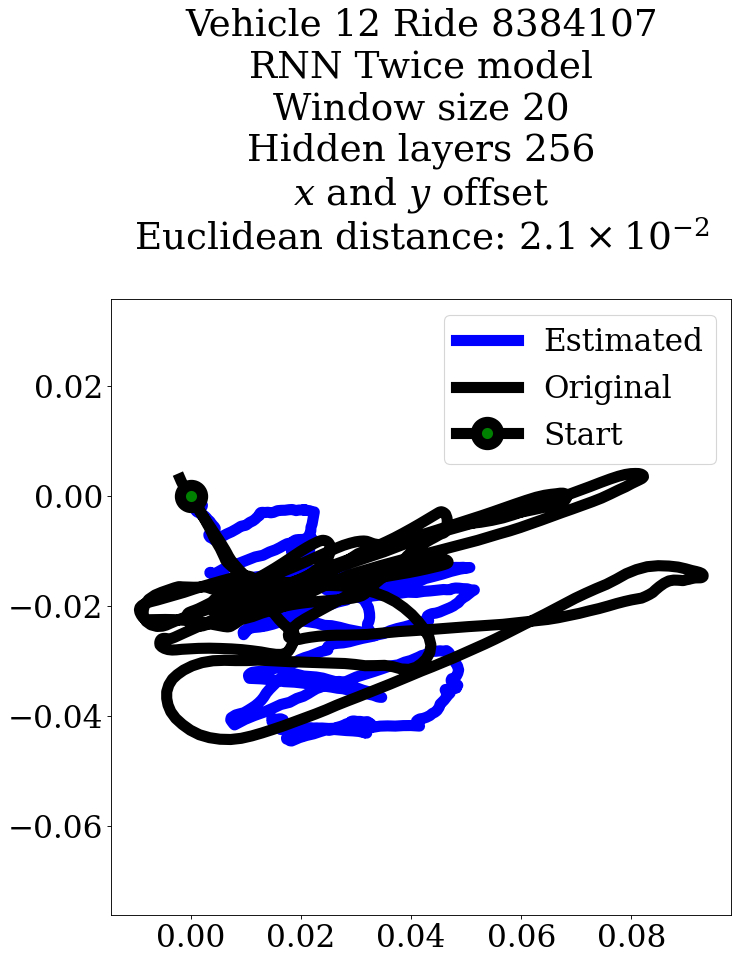 Vehicle 12 Ride 8384107
RNN Twice model
Window size 20
Hidden layers 256
x and y offset
Euclidean distance: 2.1 × 10⁻²
Estimated
Original
Start
0.02
0.00
−0.02
−0.04
−0.06
0.00 0.02 0.04 0.06 0.08